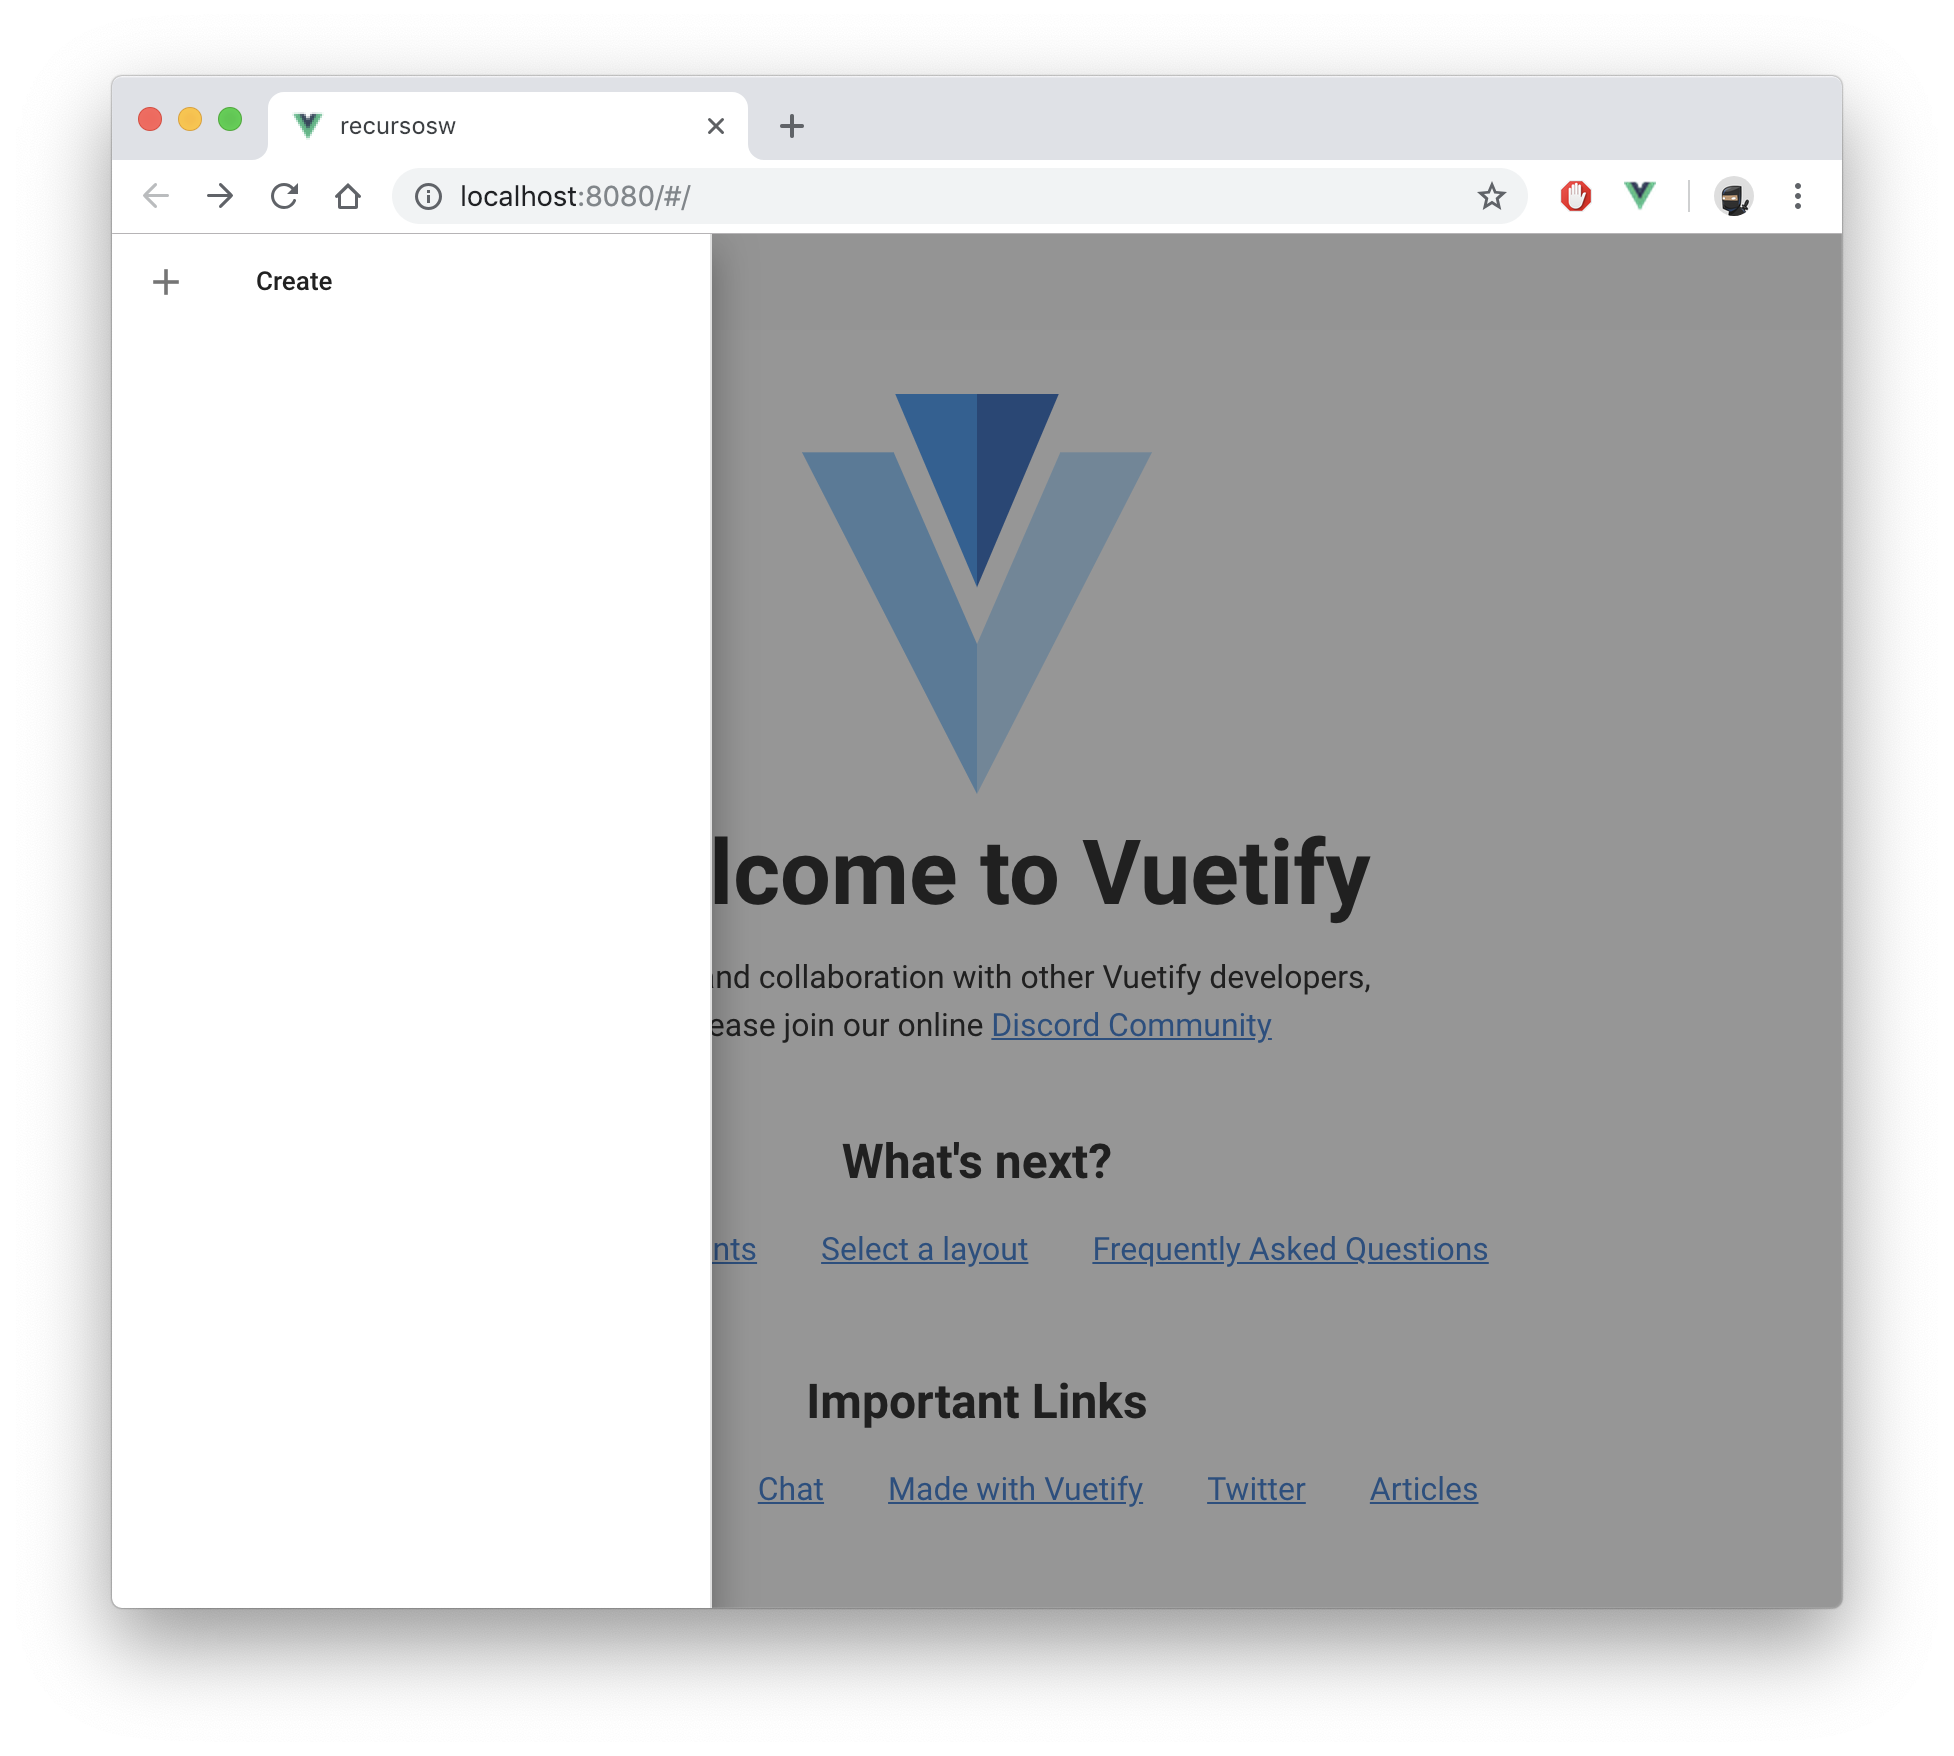 recursosw
localhost:8080/#/
Create
lcome to Vuetify
nd collaboration with other Vuetify developers,
ease join our online Discord Community
What's next?
nts Select a layout Frequently Asked Questions
Important Links
Chat Made with Vuetify Twitter Articles